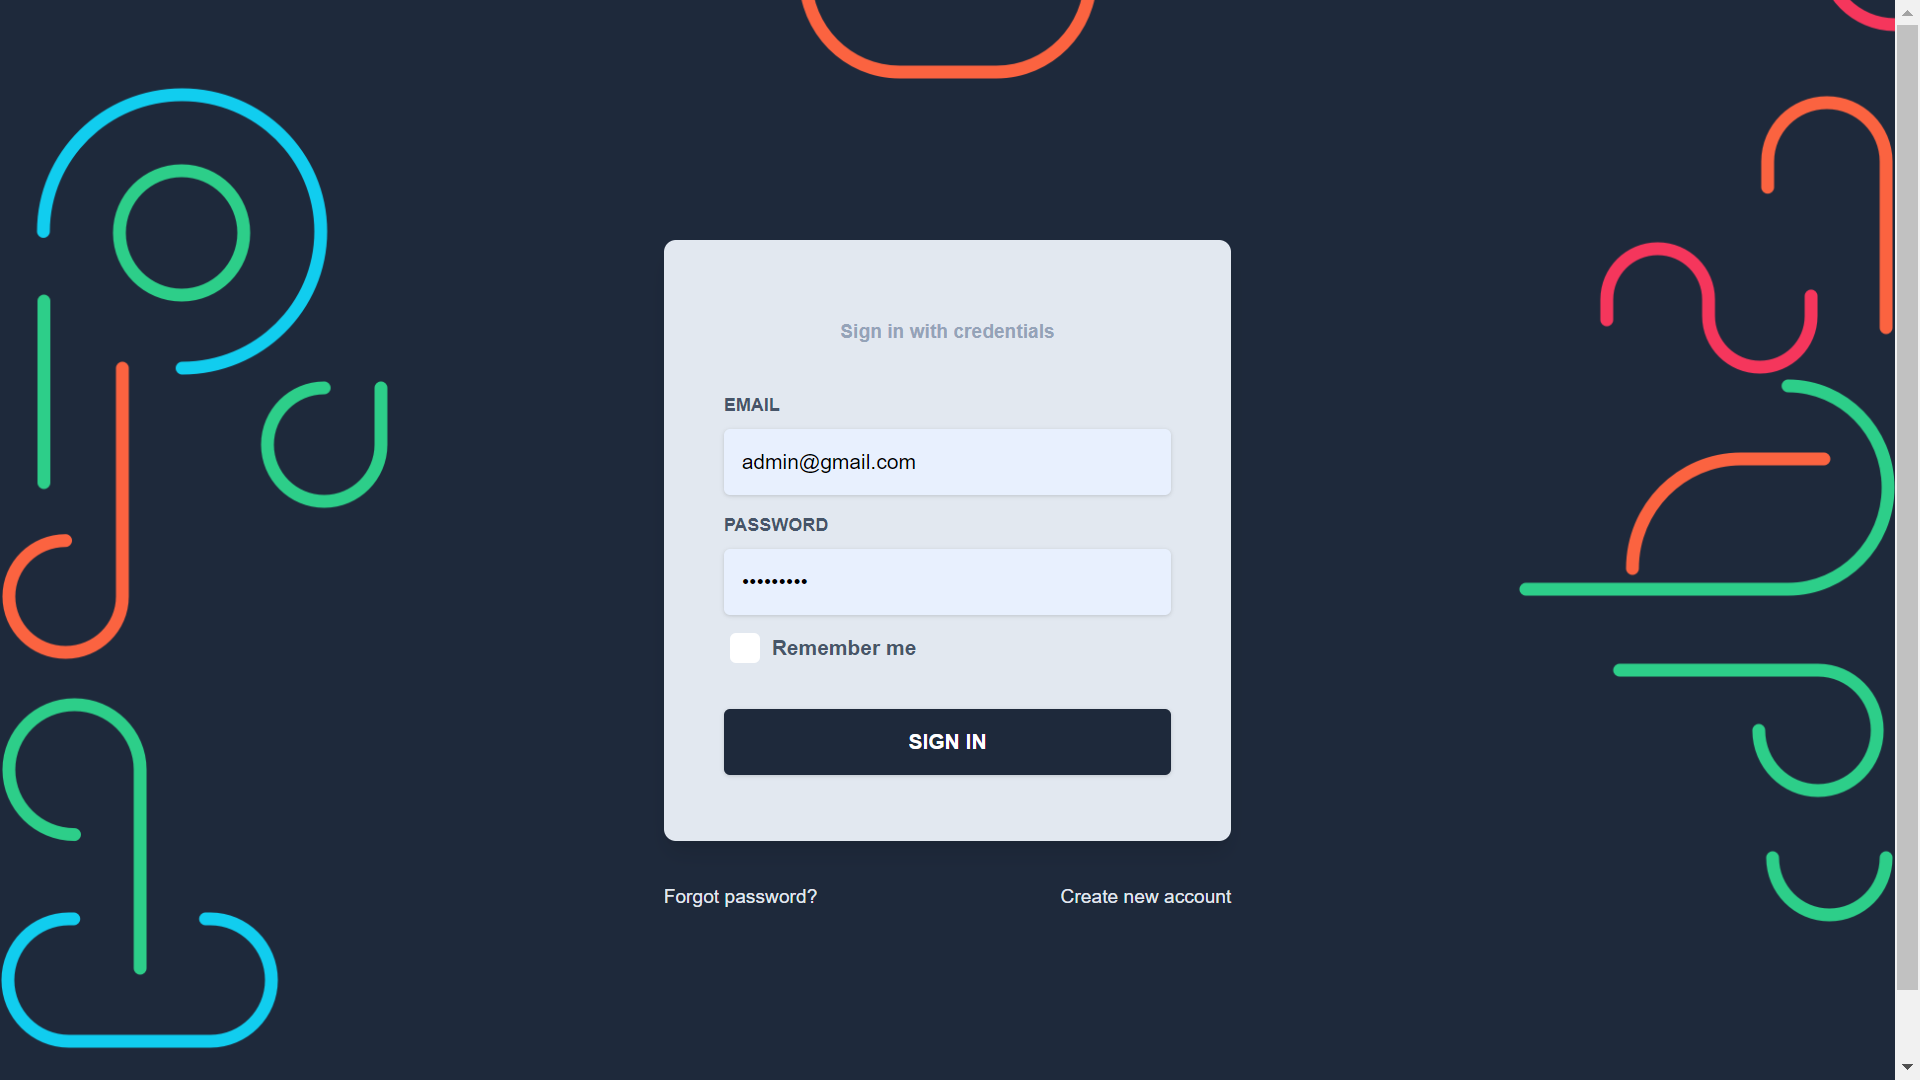 Sign in with credentials
EMAIL
admin@gmail.com
PASSWORD
•••••••••
Remember me
SIGN IN
Forgot password?
Create new account